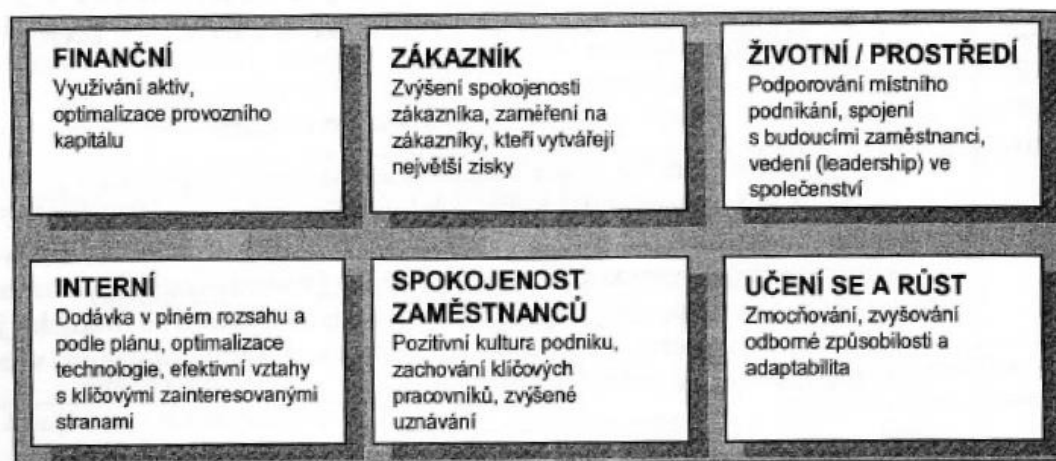 FINANČNÍ
Využívání aktiv,
optimalizace provozního
kapitálu
ZÁKAZNÍK
Zvýšení spokojenosti
zákazníka, zaměření na
zákazníky, kteří vytvářejí
největší zisky
ŽIVOTNÍ / PROSTŘEDÍ
Podporování místního
podnikání, spojení
s budoucími zaměstnanci,
vedení (leadership) ve
společenství
INTERNÍ
Dodávka v plném rozsahu a
podle plánu, optimalizace
technologie, efektivní vztahy
s klíčovými zainteresovanými
stranami
SPOKOJENOST
ZAMĚSTNANCŮ
Pozitivní kultura podniku,
zachování klíčových
pracovníků, zvýšené
uznávání
UČENÍ SE A RŮST
Zmocňování, zvyšování
odborné způsobilosti a
adaptabilita